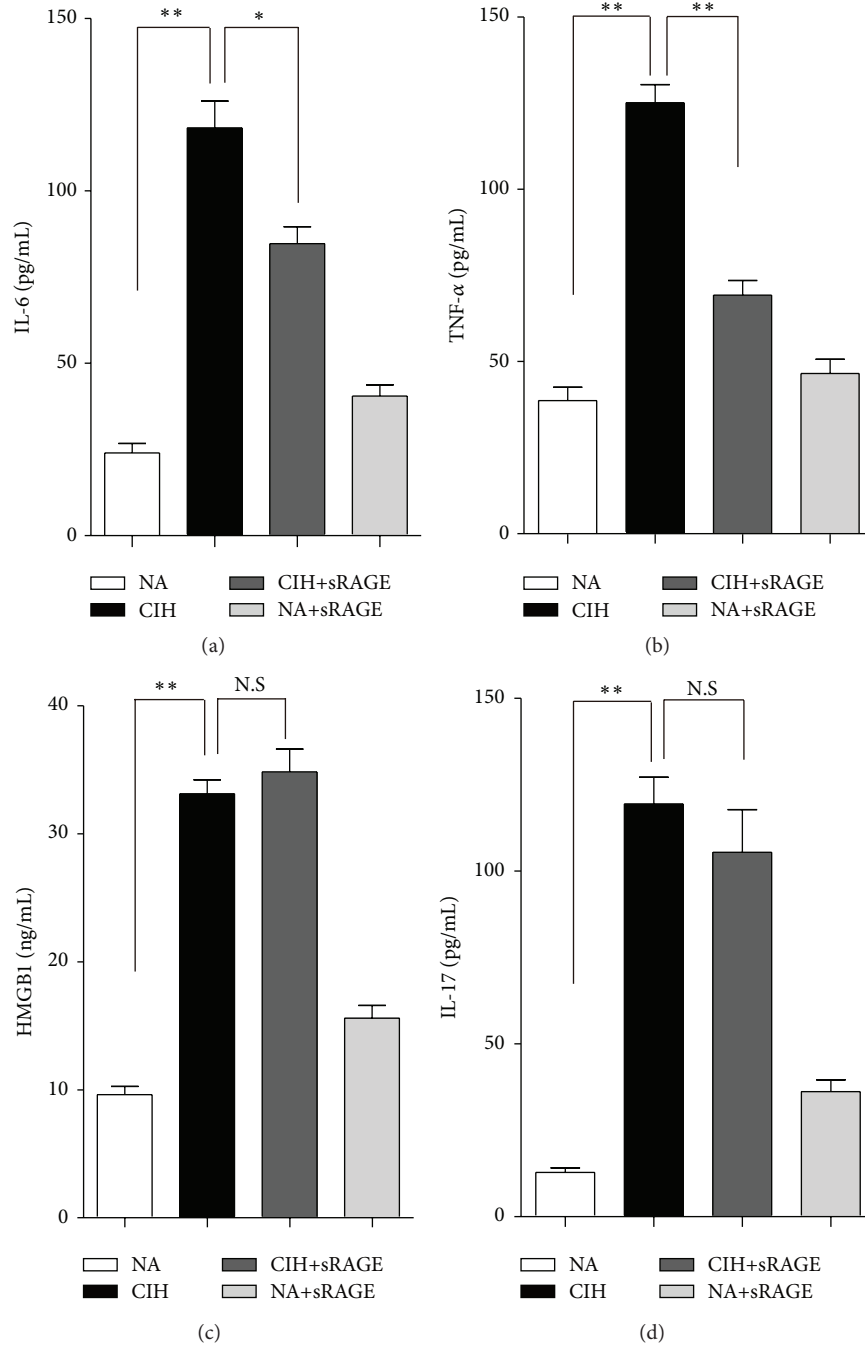 ** *
150
100
50
0
IL-6 (pg/mL)
NA CIH+sRAGE
CIH NA+sRAGE
(a)
** **
150
100
50
0
TNF-α (pg/mL)
NA CIH+sRAGE
CIH NA+sRAGE
(b)
** N.S
40
30
20
10
0
HMGB1 (ng/mL)
NA CIH+sRAGE
CIH NA+sRAGE
(c)
** N.S
150
100
50
0
IL-17 (pg/mL)
NA CIH+sRAGE
CIH NA+sRAGE
(d)